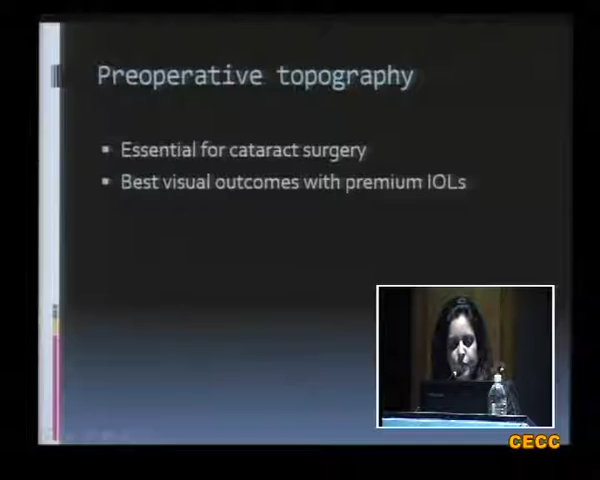 Preoperative topography
Essential for cataract surgery
Best visual outcomes with premium IOLs
CECC